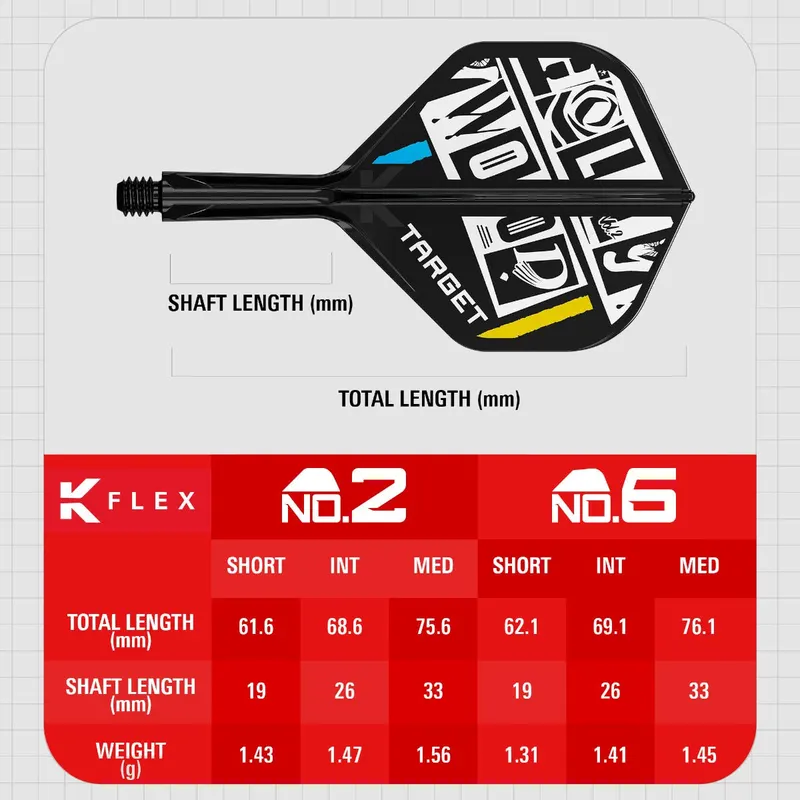 HOLLY
WOOD
TARGET
SHAFT LENGTH (mm)
TOTAL LENGTH (mm)
K FLEX NO.2 NO.6
SHORT INT MED SHORT INT MED
TOTAL LENGTH (mm) 61.6 68.6 75.6 62.1 69.1 76.1
SHAFT LENGTH (mm) 19 26 33 19 26 33
WEIGHT (g) 1.43 1.47 1.56 1.31 1.41 1.45